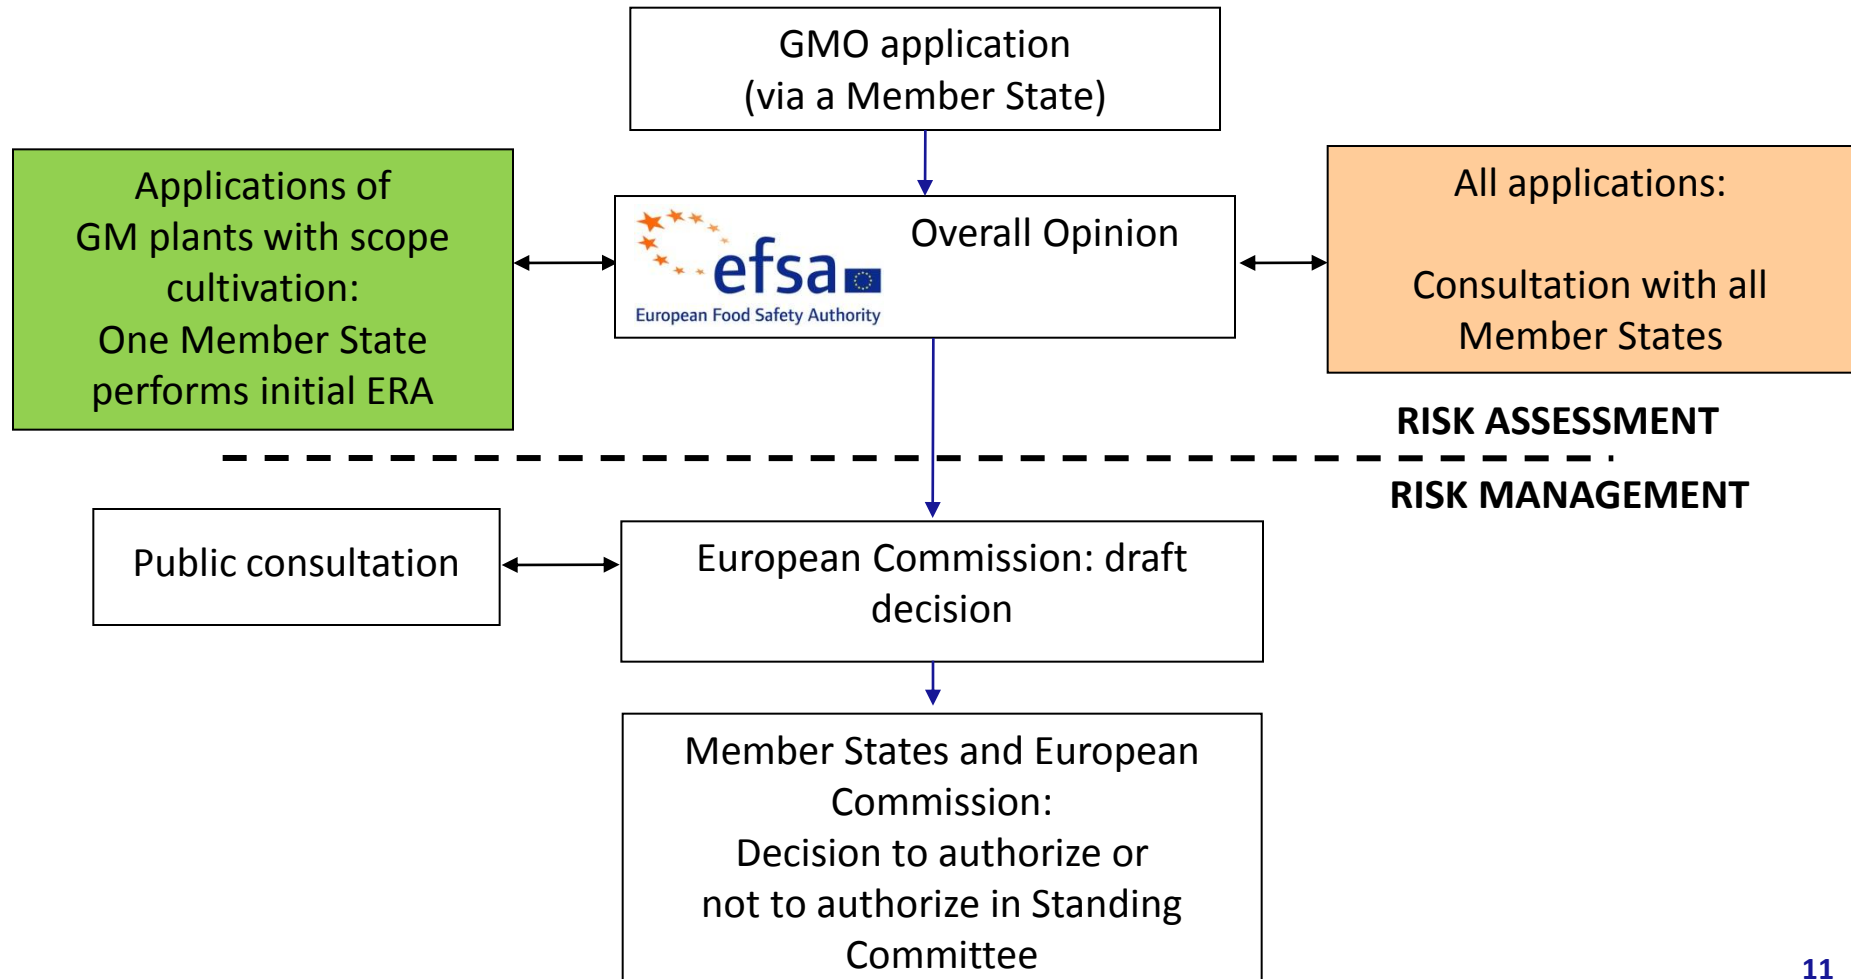 GMO application
(via a Member State)
Applications of
GM plants with scope
cultivation:
One Member State
performs initial ERA
efsa
European Food Safety Authority
Overall Opinion
All applications:
Consultation with all
Member States
RISK ASSESSMENT
RISK MANAGEMENT
Public consultation
European Commission: draft
decision
Member States and European
Commission:
Decision to authorize or
not to authorize in Standing
Committee
11